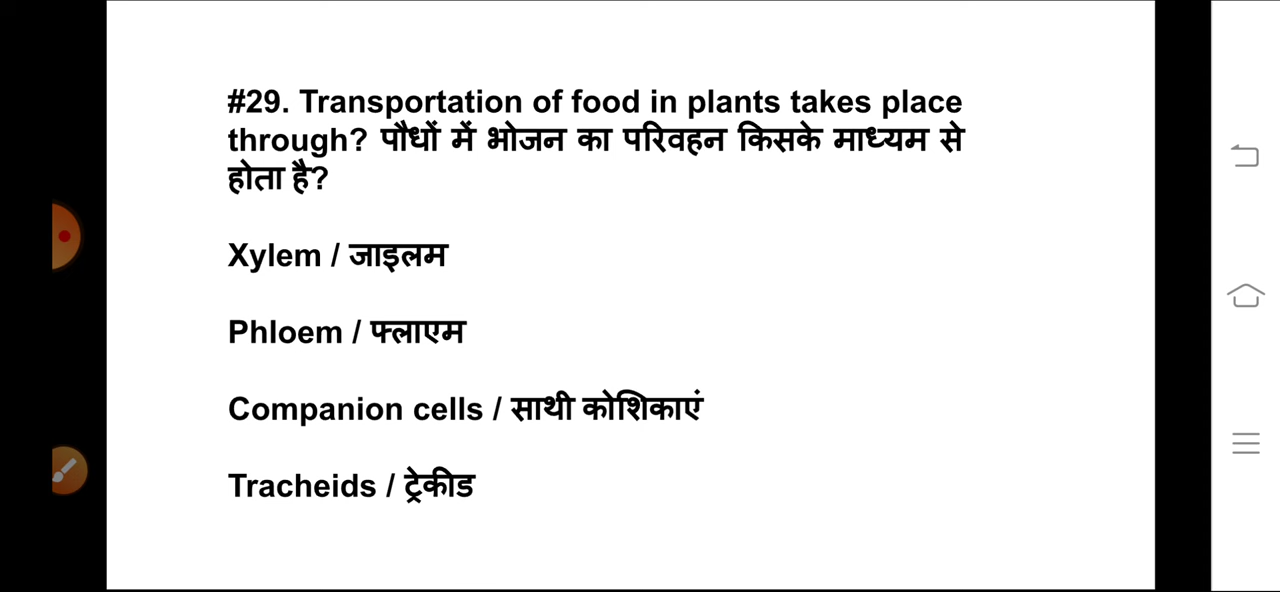 #29. Transportation of food in plants takes place
through? पौधों में भोजन का परिवहन किसके माध्यम से
होता है?
Xylem / जाइलम
Phloem / फ्लाएम
Companion cells / साथी कोशिकाएं
Tracheids / ट्रेकीड